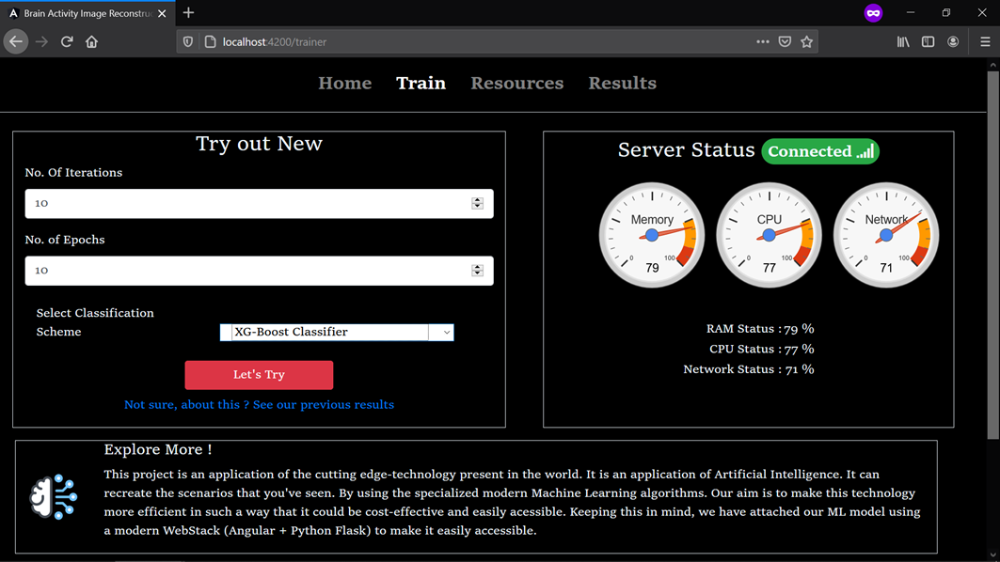 Brain Activity Image Reconstruc
localhost:4200/trainer
Home Train Resources Results
Try out New
No. Of Iterations
10
No. of Epochs
10
Select Classification
Scheme
XG-Boost Classifier
Let's Try
Not sure, about this ? See our previous results
Server Status Connected
Memory
0 100
79
CPU
0 100
77
Network
0 100
71
RAM Status : 79 %
CPU Status : 77 %
Network Status : 71 %
Explore More !
This project is an application of the cutting edge-technology present in the world. It is an application of Artificial Intelligence. It can
recreate the scenarios that you've seen. By using the specialized modern Machine Learning algorithms. Our aim is to make this technology
more efficient in such a way that it could be cost-effective and easily acessible. Keeping this in mind, we have attached our ML model using
a modern WebStack (Angular + Python Flask) to make it easily accessible.